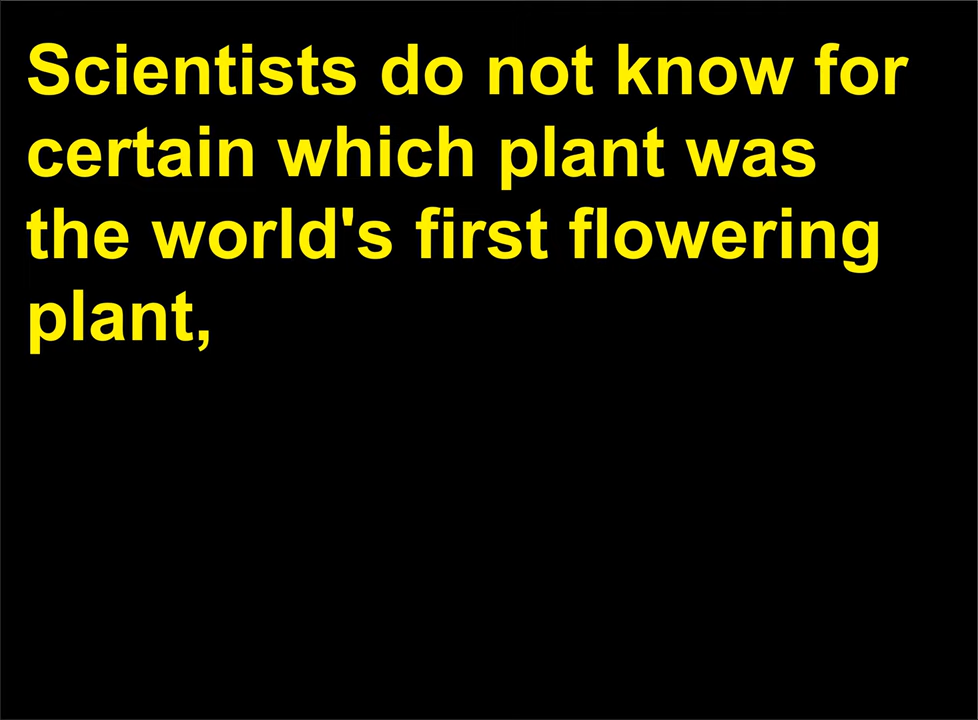 Scientists do not know for
certain which plant was
the world's first flowering
plant,